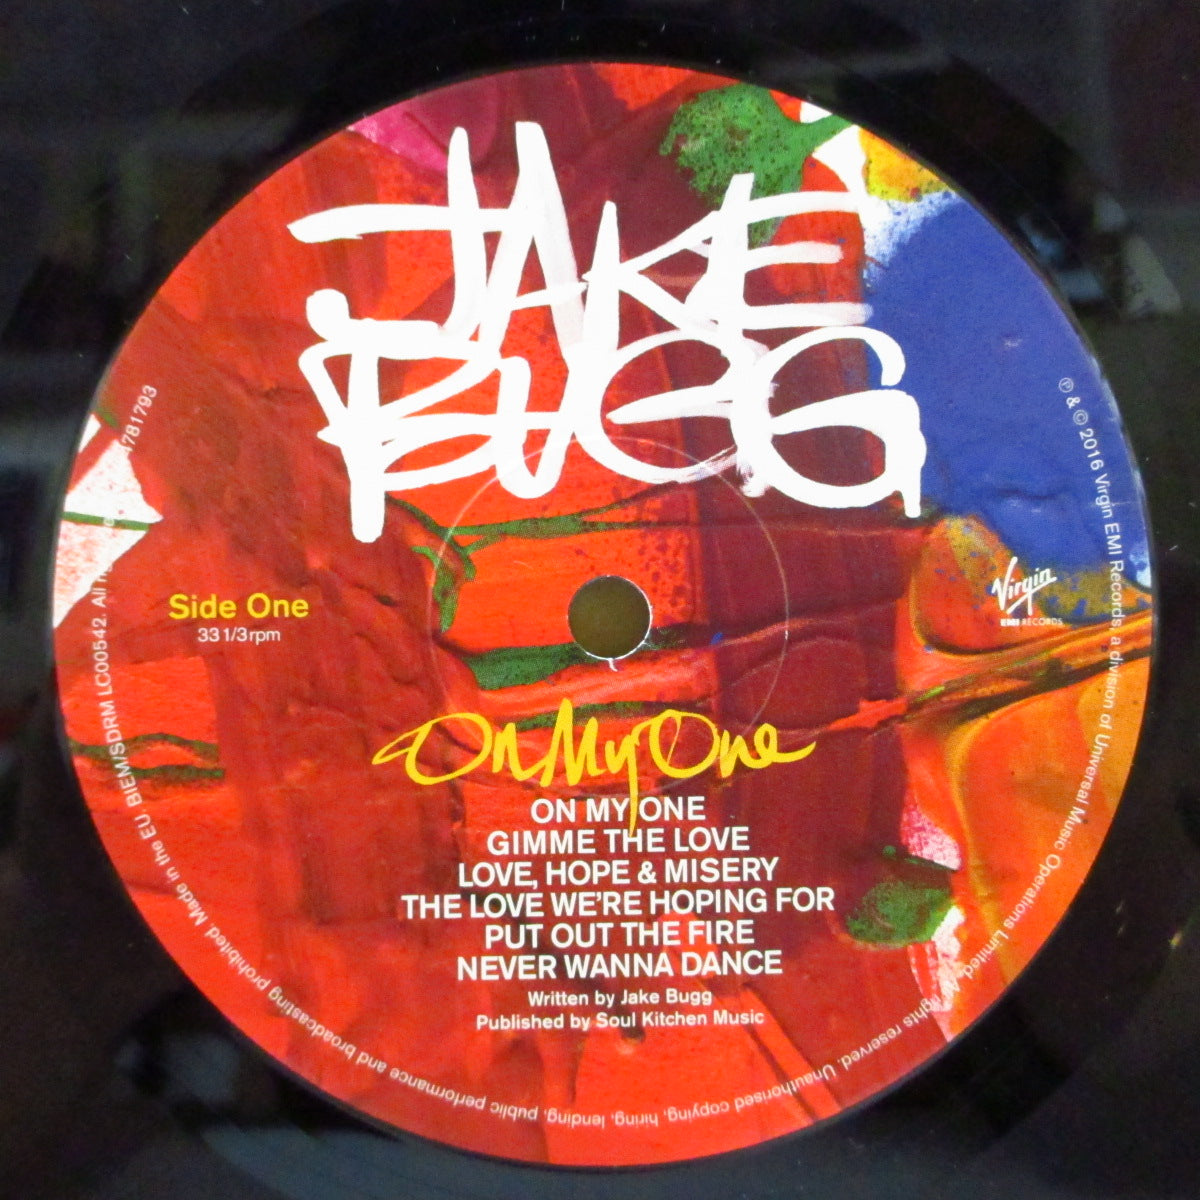 JAKE
BUGG
Side One
33 1/3 rpm
Virgin
EMI RECORDS
On My One
ON MY ONE
GIMME THE LOVE
LOVE, HOPE & MISERY
THE LOVE WE'RE HOPING FOR
PUT OUT THE FIRE
NEVER WANNA DANCE
Written by Jake Bugg
Published by Soul Kitchen Music
℗ & © 2016 Virgin EMI Records, a division of Universal Music Operations Limited.
rights reserved. Unauthorised copying, hiring, lending, public performance and broadcasting prohibited. Made in the EU BIEM/SDRM LC00542. All
4781793